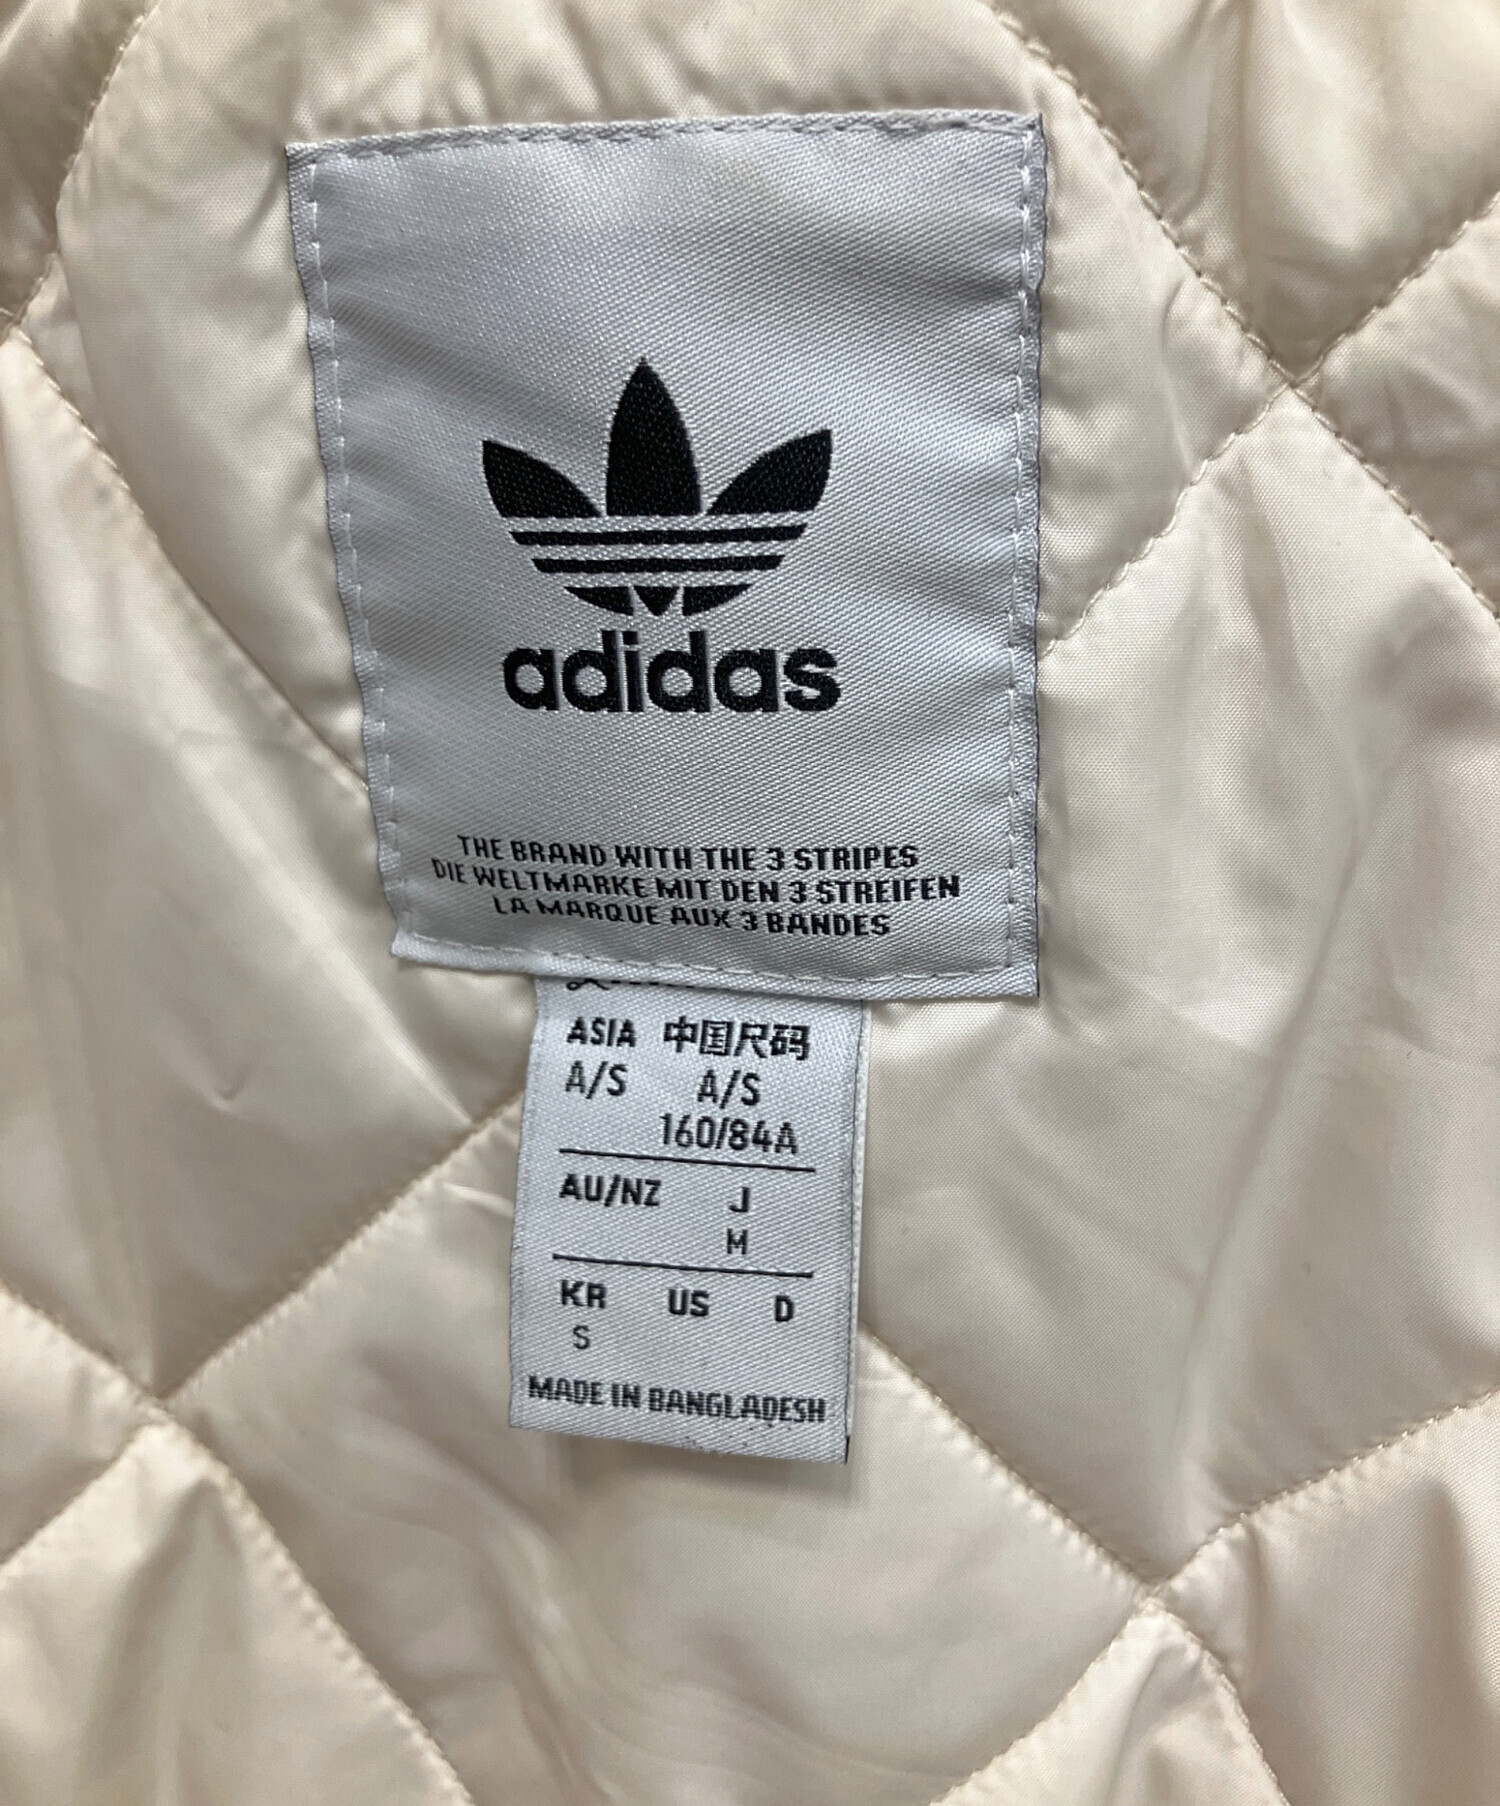 adidas
THE BRAND WITH THE 3 STRIPES
DIE WELTMARKE MIT DEN 3 STREIFEN
LA MARQUE AUX 3 BANDES
ASIA 中国尺码
A/S A/S
160/84A
AU/NZ J
M
KR US D
S
MADE IN BANGLADESH